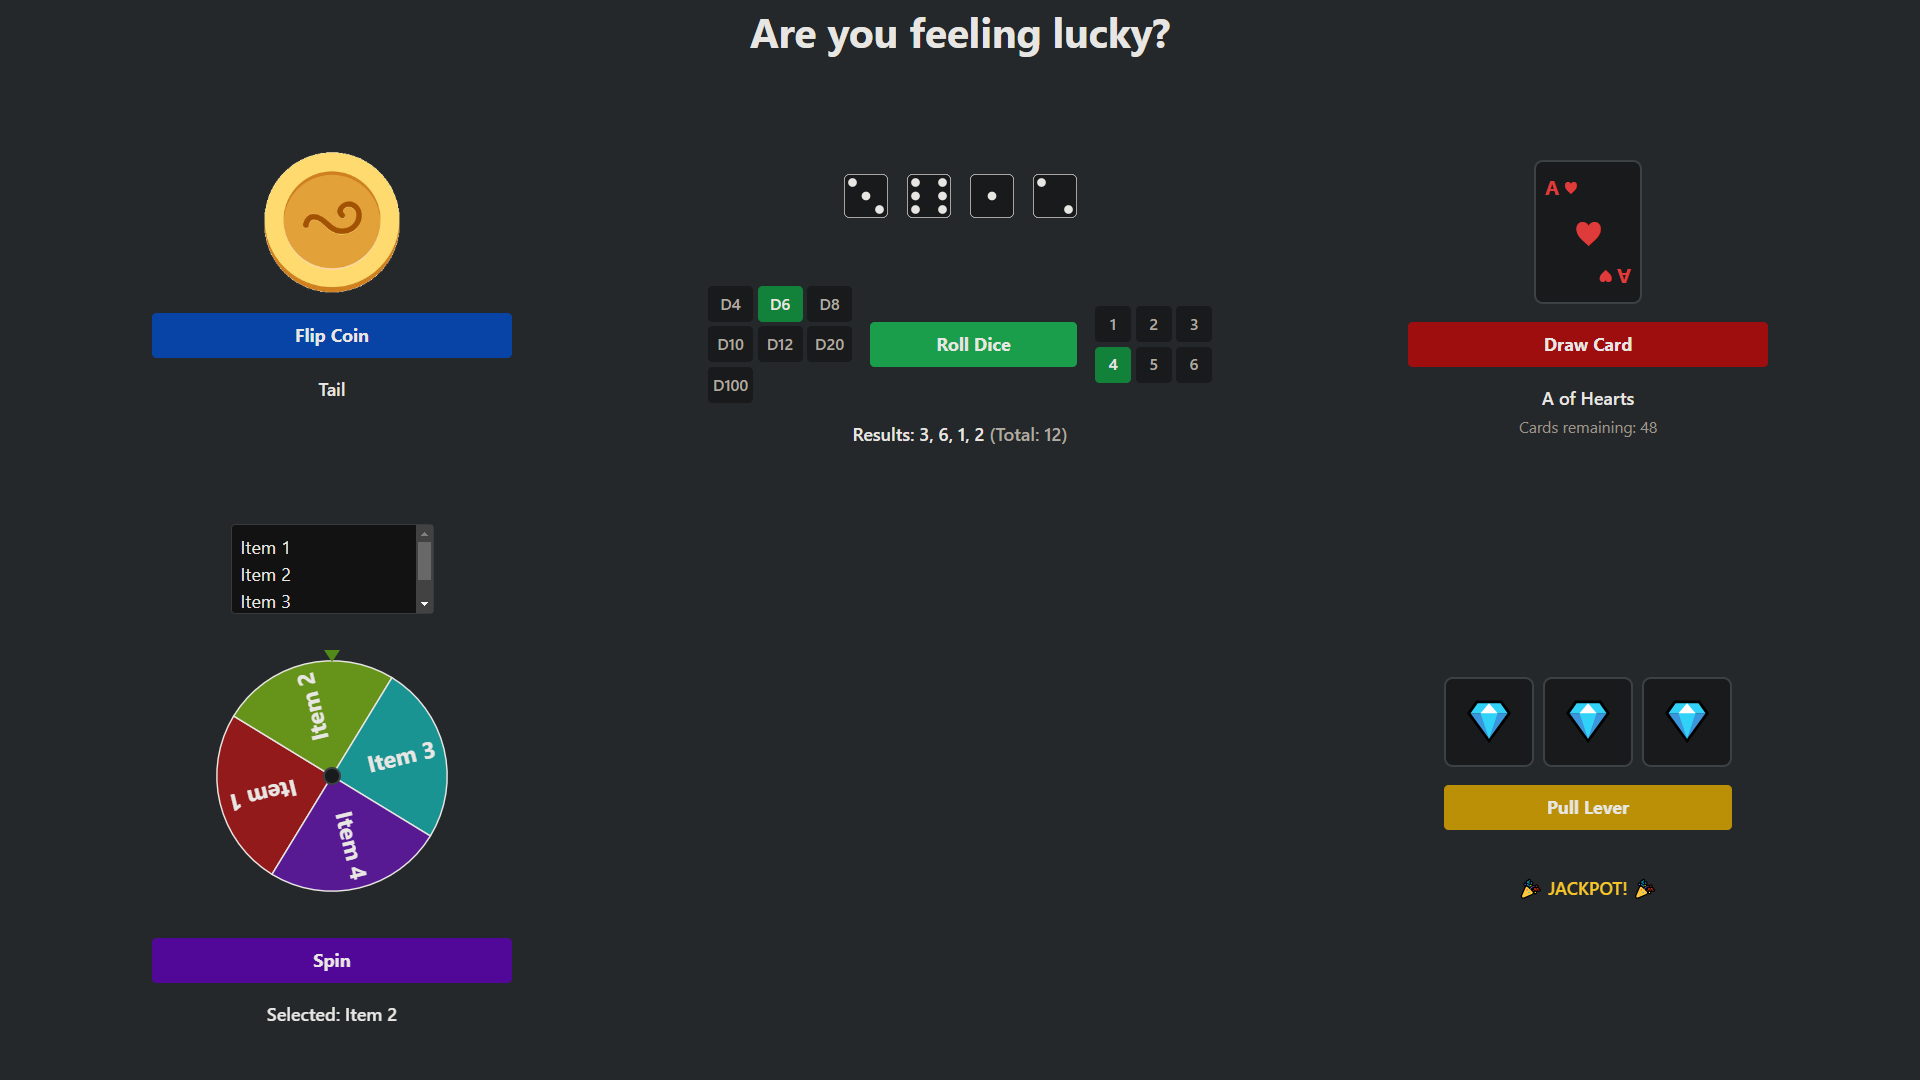 Are you feeling lucky?
Flip Coin
Tail
D4 D6 D8
D10 D12 D20
D100
Roll Dice
1 2 3
4 5 6
Results: 3, 6, 1, 2 (Total: 12)
A ♥
♥
A ♥
Draw Card
A of Hearts
Cards remaining: 48
Item 1
Item 2
Item 3
Item 2
Item 3
Item 1
Item 4
Spin
Selected: Item 2
Pull Lever
🎉 JACKPOT! 🎉